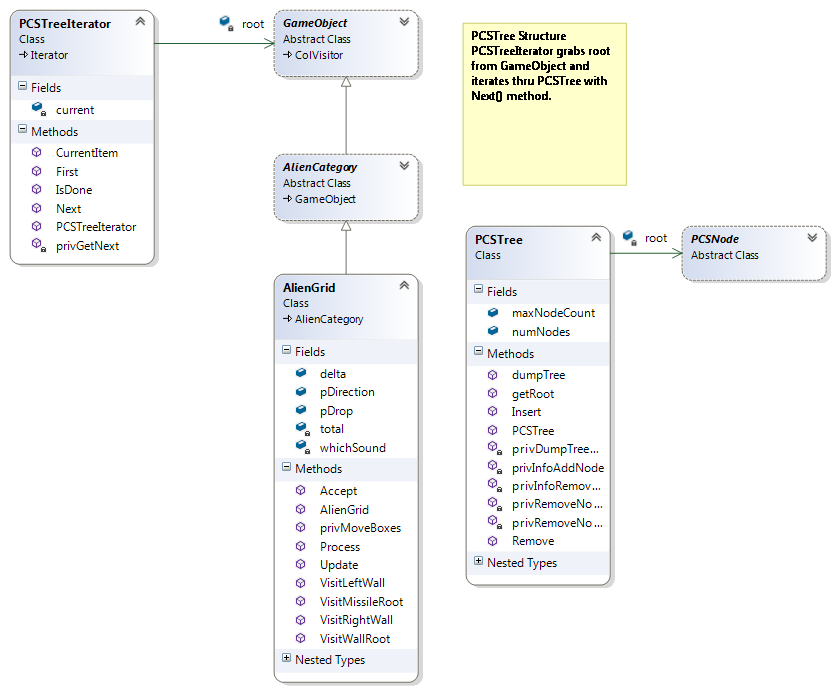 PCSTreeIterator
Class
Iterator
Fields
current
Methods
CurrentItem
First
IsDone
Next
PCSTreeIterator
privGetNext
root
GameObject
Abstract Class
ColVisitor
AlienCategory
Abstract Class
GameObject
AlienGrid
Class
AlienCategory
Fields
delta
pDirection
pDrop
total
whichSound
Methods
Accept
AlienGrid
privMoveBoxes
Process
Update
VisitLeftWall
VisitMissileRoot
VisitRightWall
VisitWallRoot
Nested Types
PCSTree Structure
PCSTreeIterator grabs root
from GameObject and
iterates thru PCSTree with
Next() method.
PCSTree
Class
Fields
maxNodeCount
numNodes
Methods
dumpTree
getRoot
Insert
PCSTree
privDumpTree...
privInfoAddNode
privInfoRemov...
privRemoveNo...
privRemoveNo...
Remove
Nested Types
root
PCSNode
Abstract Class